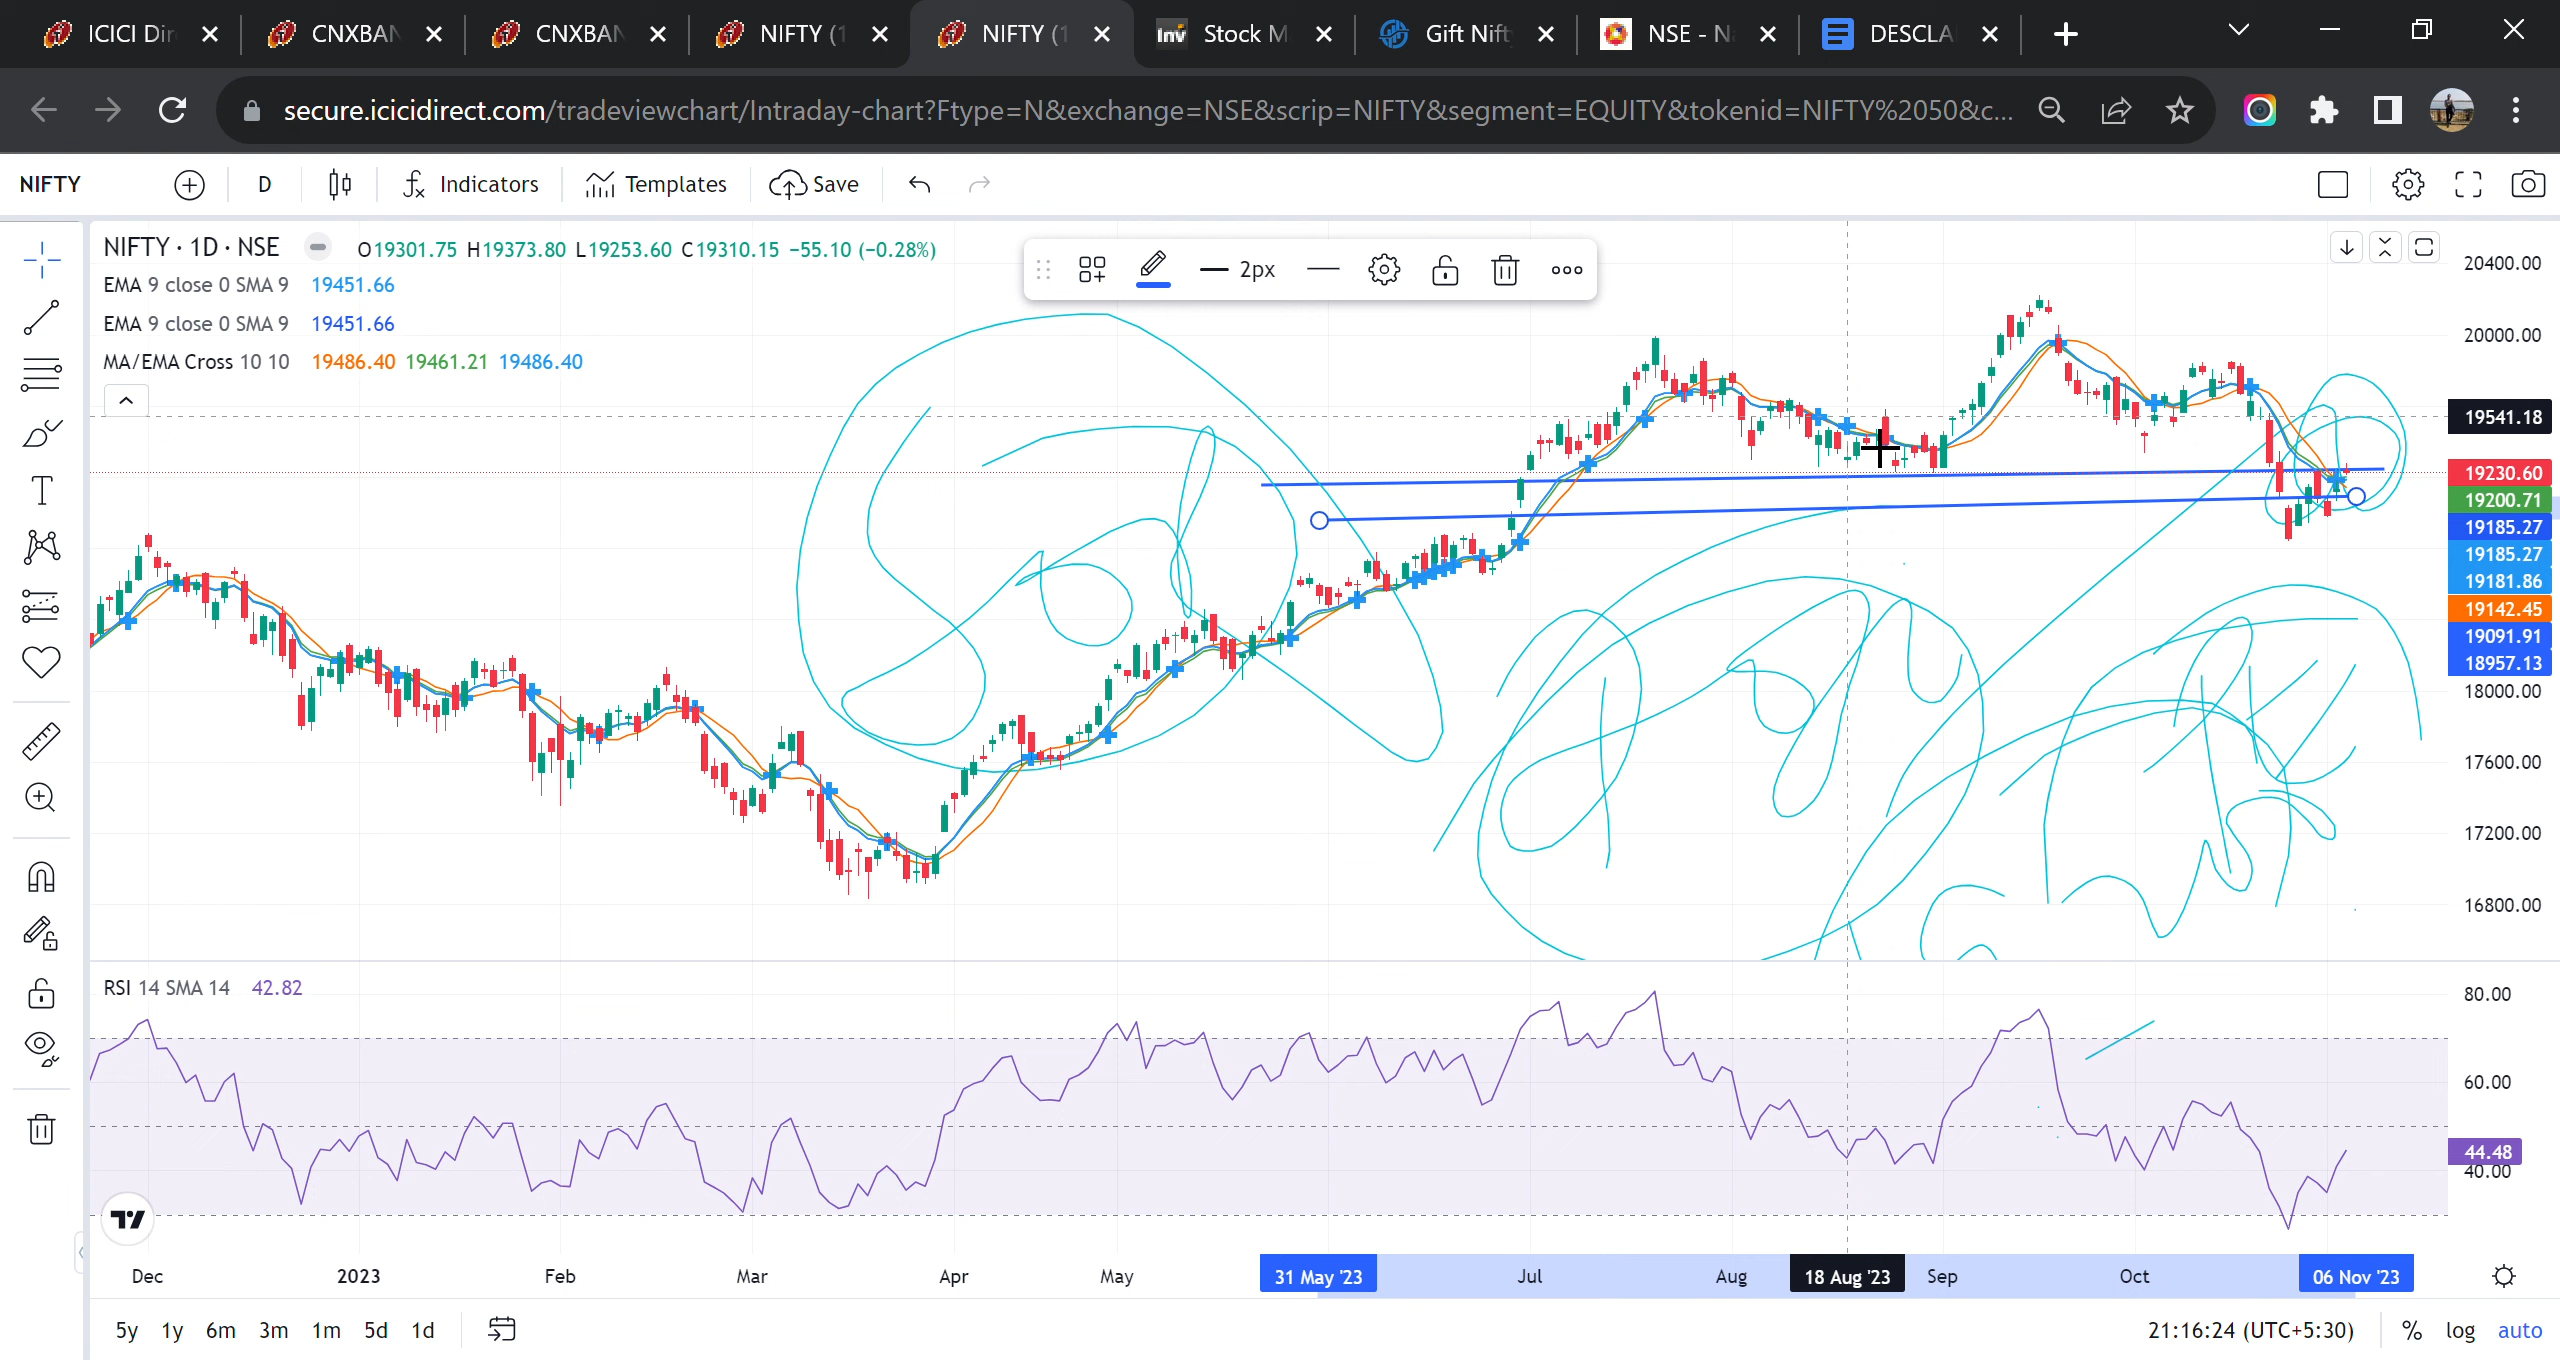 ICICI Dir CNXBAN CNXBAN NIFTY (1 NIFTY (1 Inv Stock M Gift Nift NSE - N DESCLA
secure.icicidirect.com/tradeviewchart/Intraday-chart?Ftype=N&exchange=NSE&scrip=NIFTY&segment=EQUITY&tokenid=NIFTY%2050&c...
NIFTY D fx Indicators Templates Save
NIFTY · 1D · NSE O19301.75 H19373.80 L19253.60 C19310.15 −55.10 (−0.28%)
2px
EMA 9 close 0 SMA 9 19451.66
EMA 9 close 0 SMA 9 19451.66
MA/EMA Cross 10 10 19486.40 19461.21 19486.40
20400.00
20000.00
19541.18
19230.60
19200.71
19185.27
19185.27
19181.86
19142.45
19091.91
18957.13
18000.00
17600.00
17200.00
16800.00
RSI 14 SMA 14 42.82
80.00
60.00
44.48
40.00
Dec 2023 Feb Mar Apr May 31 May '23 Jul Aug 18 Aug '23 Sep Oct 06 Nov '23
5y 1y 6m 3m 1m 5d 1d 21:16:24 (UTC+5:30) % log auto